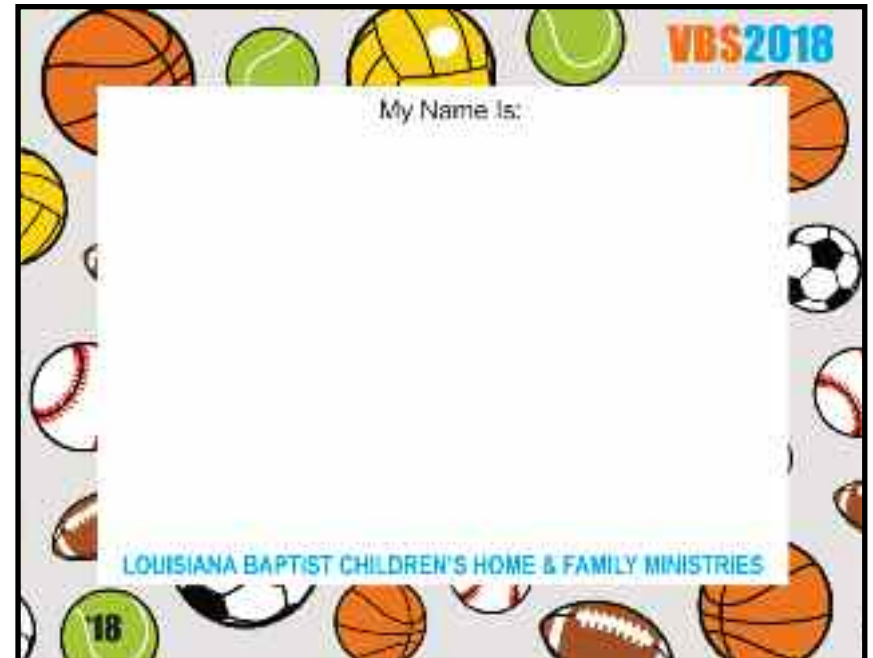 VBS2018
My Name Is:
LOUISIANA BAPTIST CHILDREN'S HOME & FAMILY MINISTRIES
'18